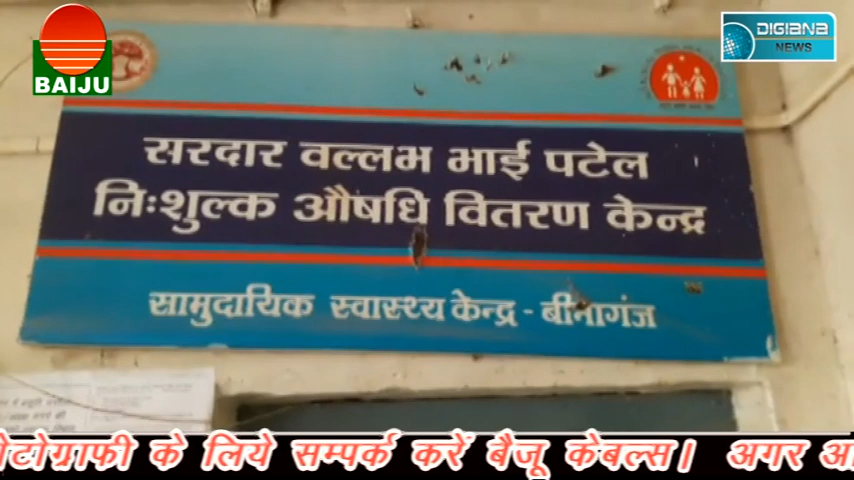 BAIJU
DIGIANA
NEWS
सरदार वल्लभ भाई पटेल
निःशुल्क औषधि वितरण केन्द्र
सामुदायिक स्वास्थ्य केन्द्र - बीनागंज
के लिये सम्पर्क करें बैजू केबल्स। अगर